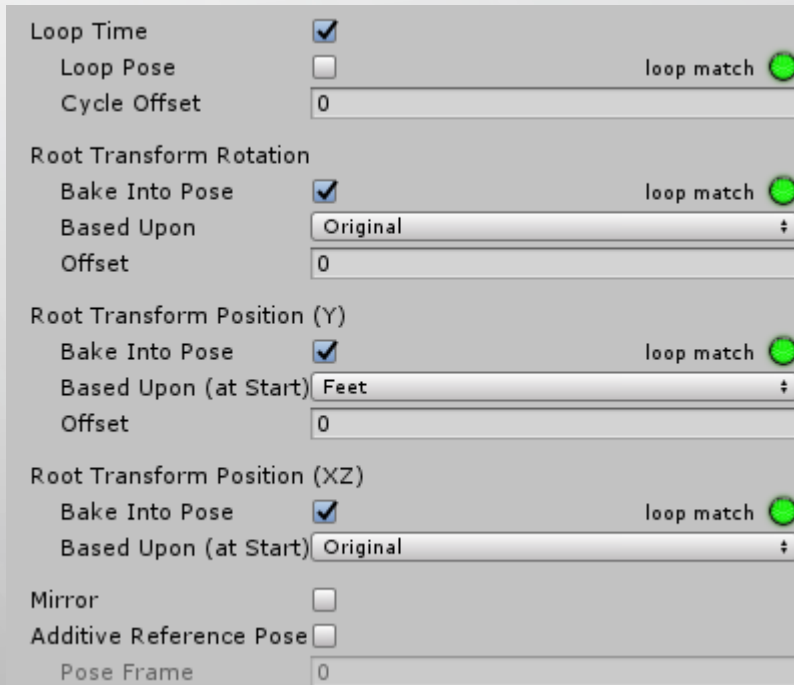 Loop Time
Loop Pose loop match
Cycle Offset 0
Root Transform Rotation
Bake Into Pose loop match
Based Upon Original
Offset 0
Root Transform Position (Y)
Bake Into Pose loop match
Based Upon (at Start) Feet
Offset 0
Root Transform Position (XZ)
Bake Into Pose loop match
Based Upon (at Start) Original
Mirror
Additive Reference Pose
Pose Frame 0